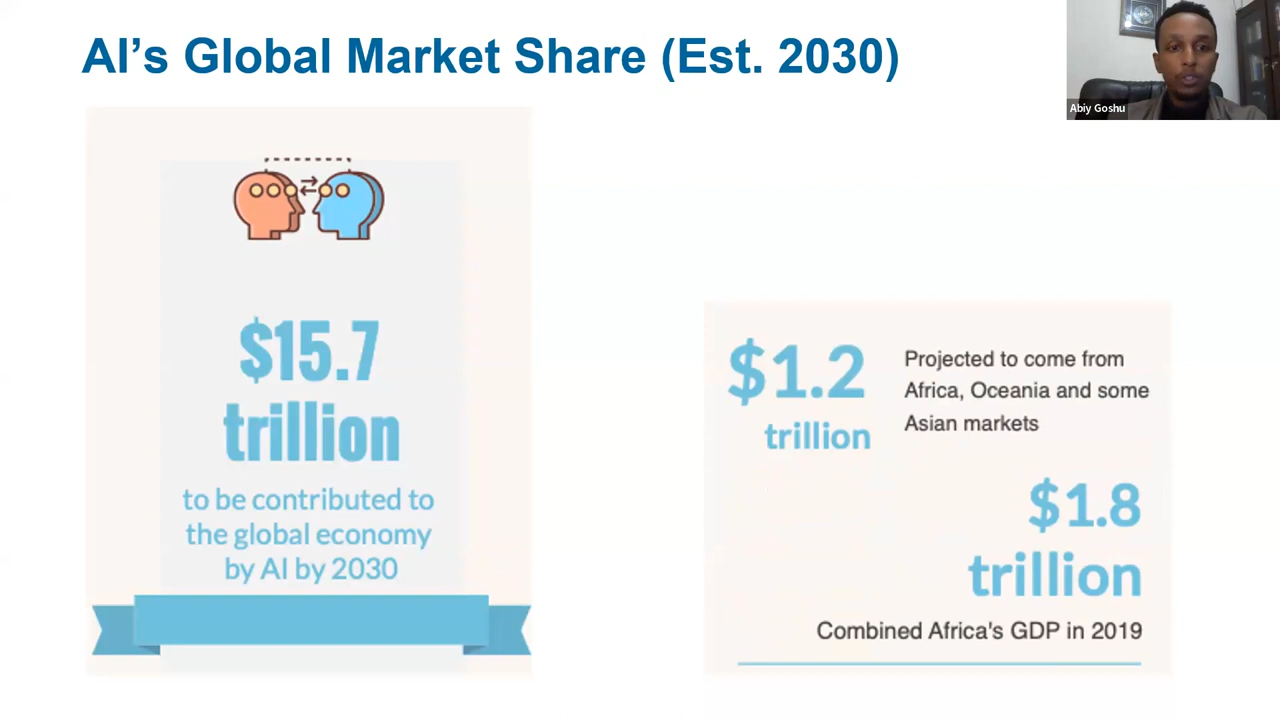 AI's Global Market Share (Est. 2030)
Abiy Goshu
$15.7
trillion
to be contributed to
the global economy
by AI by 2030
$1.2
trillion
Projected to come from
Africa, Oceania and some
Asian markets
$1.8
trillion
Combined Africa's GDP in 2019